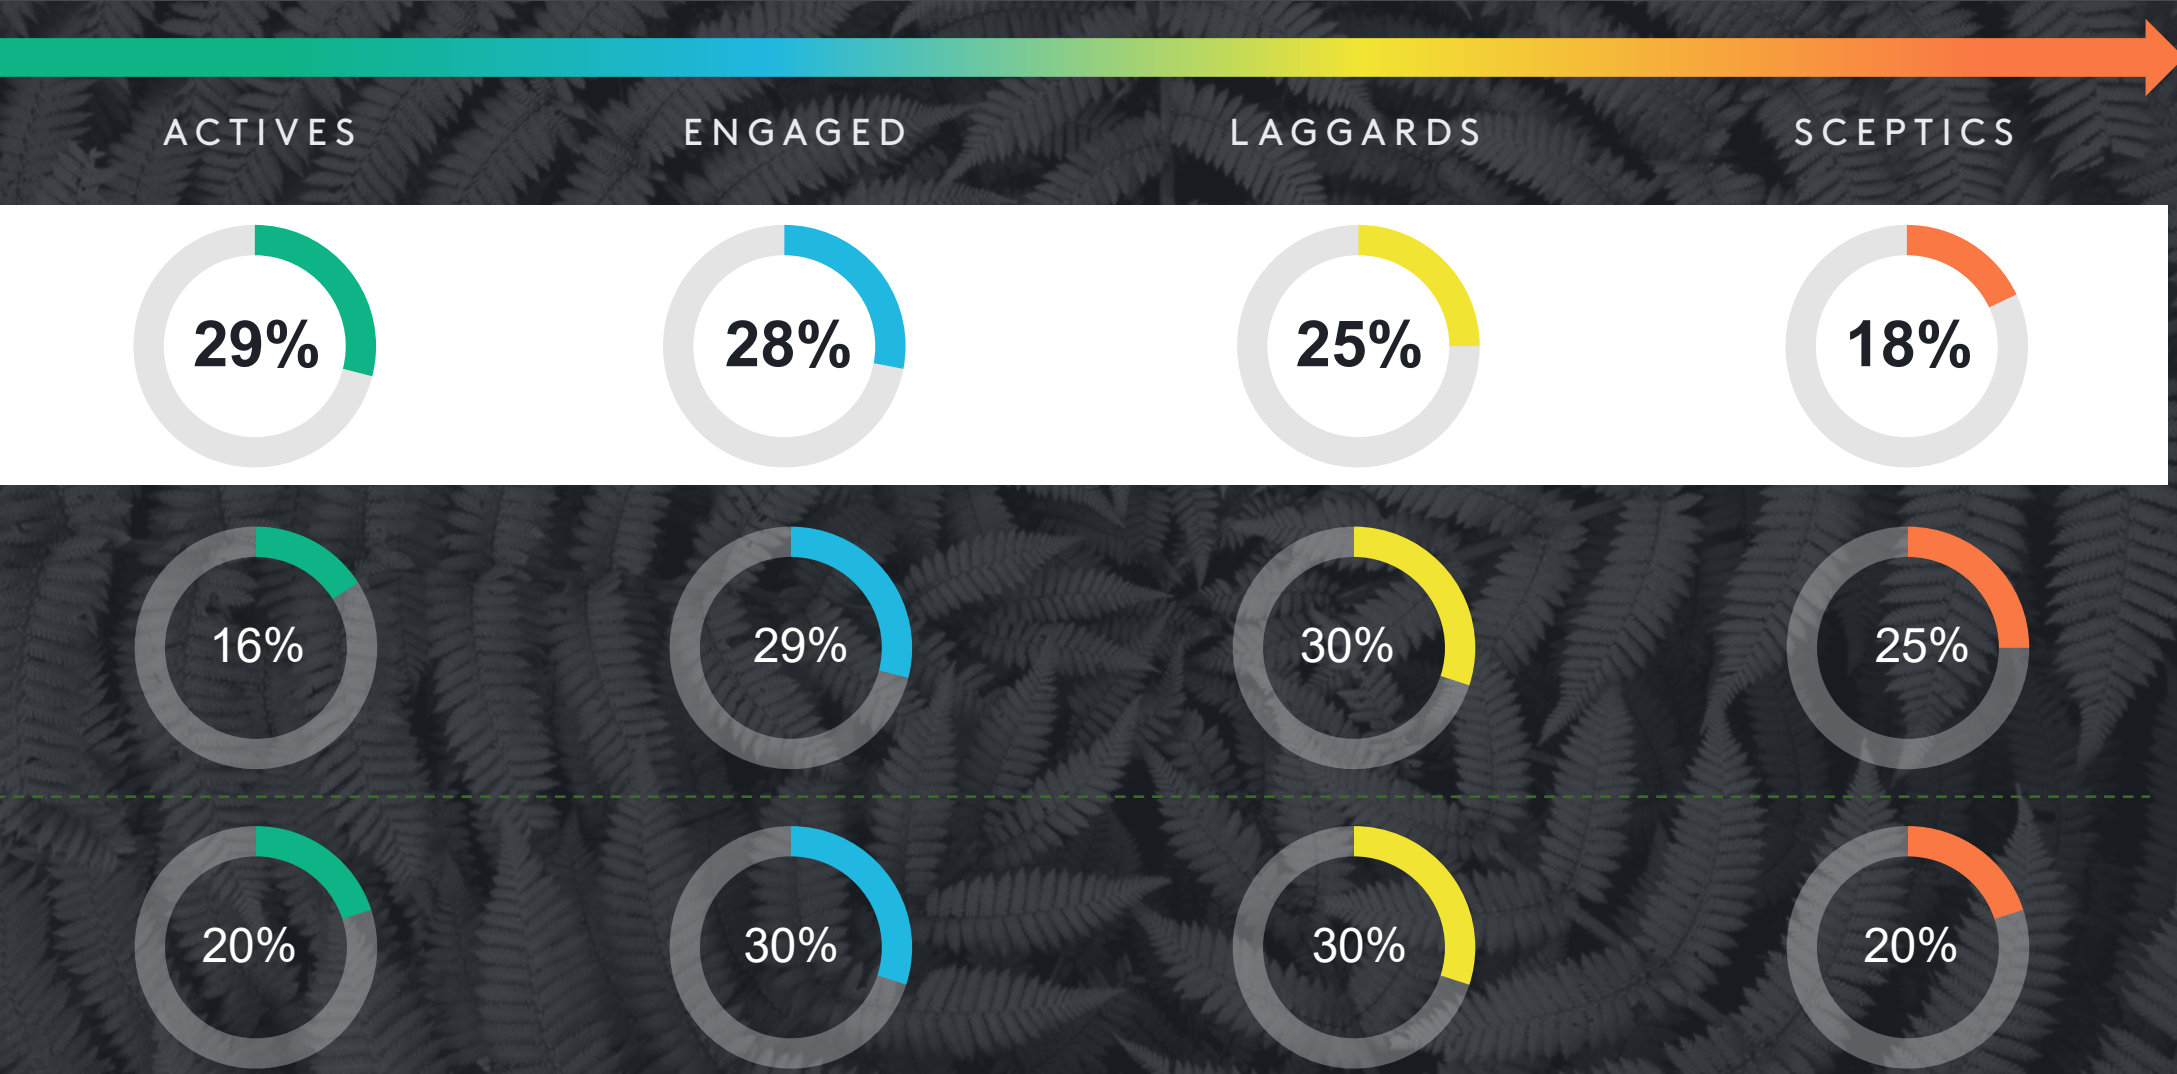 ACTIVES ENGAGED LAGGARDS SCEPTICS
29% 28% 25% 18%
16% 29% 30% 25%
20% 30% 30% 20%